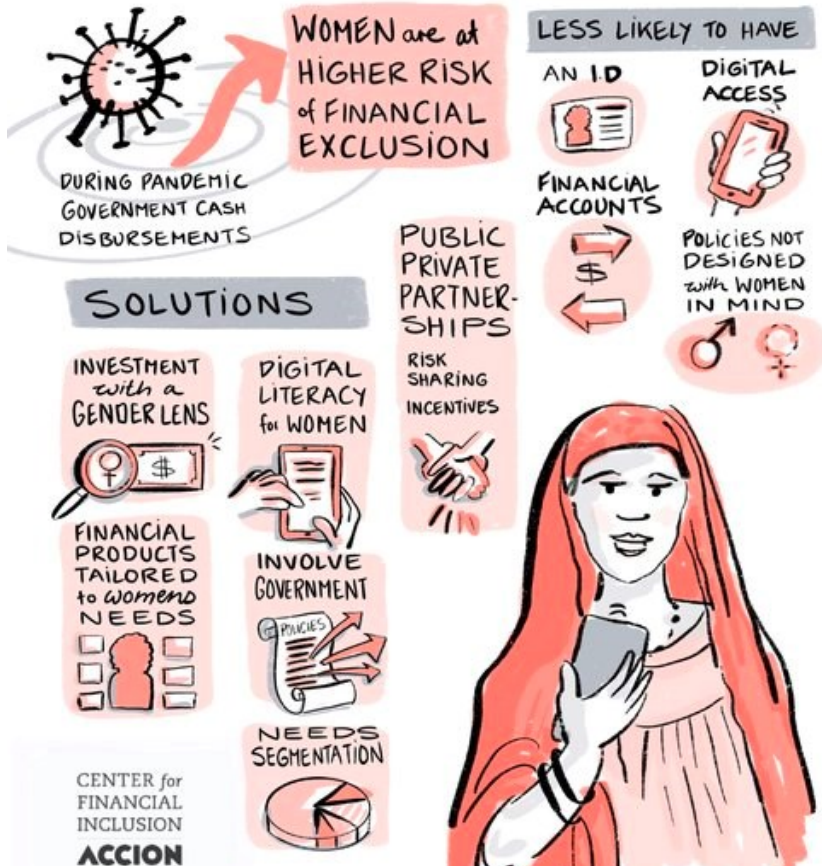 WOMEN are at
HIGHER RISK
of FINANCIAL
EXCLUSION
DURING PANDEMIC
GOVERNMENT CASH
DISBURSEMENTS
LESS LIKELY TO HAVE
AN I.D
DIGITAL
ACCESS
FINANCIAL
ACCOUNTS
$
POLICIES NOT
DESIGNED
with WOMEN
IN MIND
SOLUTIONS
INVESTMENT
with a
GENDER LENS
$
DIGITAL
LITERACY
for WOMEN
PUBLIC
PRIVATE
PARTNER-
SHIPS
RISK
SHARING
INCENTIVES
FINANCIAL
PRODUCTS
TAILORED
to womens
NEEDS
INVOLVE
GOVERNMENT
POLICIES
NEEDS
SEGMENTATION
CENTER for
FINANCIAL
INCLUSION
ACCION